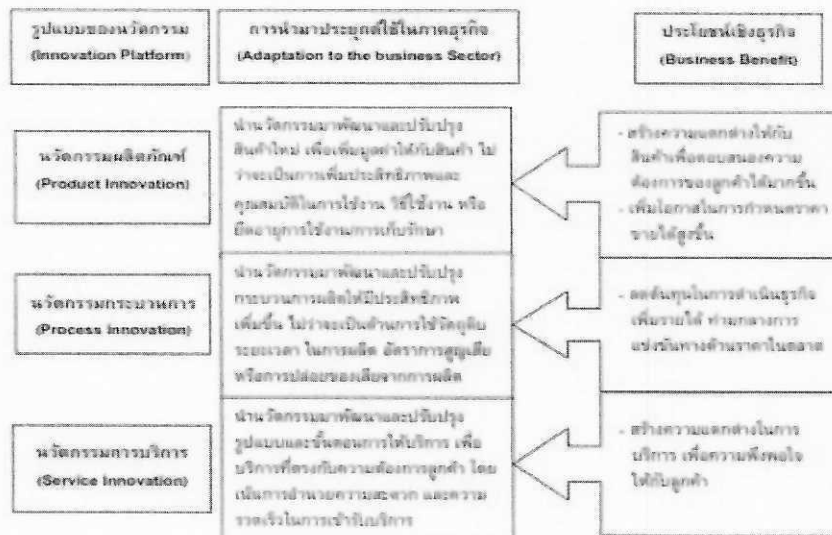 รูปแบบของนวัตกรรม
(Innovation Platform)
การนำมาประยุกต์ใช้ในภาคธุรกิจ
(Adaptation to the business Sector)
ประโยชน์เชิงธุรกิจ
(Business Benefit)
นวัตกรรมผลิตภัณฑ์
(Product Innovation)
นำนวัตกรรมมาพัฒนาและปรับปรุง
สินค้าใหม่ เพื่อเพิ่มมูลค่าให้กับสินค้า ไม่
ว่าจะเป็นการเพิ่มประสิทธิภาพและ
คุณสมบัติในการใช้งาน วิธีใช้งาน หรือ
ยืดอายุการใช้งาน/การเก็บรักษา
- สร้างความแตกต่างให้กับ
สินค้าเพื่อตอบสนองความ
ต้องการของลูกค้าได้มากขึ้น
- เพิ่มโอกาสในการกำหนดราคา
ขายได้สูงขึ้น
นวัตกรรมกระบวนการ
(Process Innovation)
นำนวัตกรรมมาพัฒนาและปรับปรุง
กระบวนการผลิตให้มีประสิทธิภาพ
เพิ่มขึ้น ไม่ว่าจะเป็นด้านการใช้วัตถุดิบ
ระยะเวลา ในการผลิต อัตราการสูญเสีย
หรือการปล่อยของเสียจากการผลิต
- ลดต้นทุนในการดำเนินธุรกิจ
เพิ่มรายได้ ท่ามกลางการ
แข่งขันทางด้านราคาในตลาด
นวัตกรรมการบริการ
(Service Innovation)
นำนวัตกรรมมาพัฒนาและปรับปรุง
รูปแบบและขั้นตอนการให้บริการ เพื่อ
บริการที่ตรงกับความต้องการลูกค้า โดย
เน้นการอำนวยความสะดวก และความ
รวดเร็วในการเข้ารับบริการ
- สร้างความแตกต่างในการ
บริการ เพื่อความพึงพอใจ
ให้กับลูกค้า